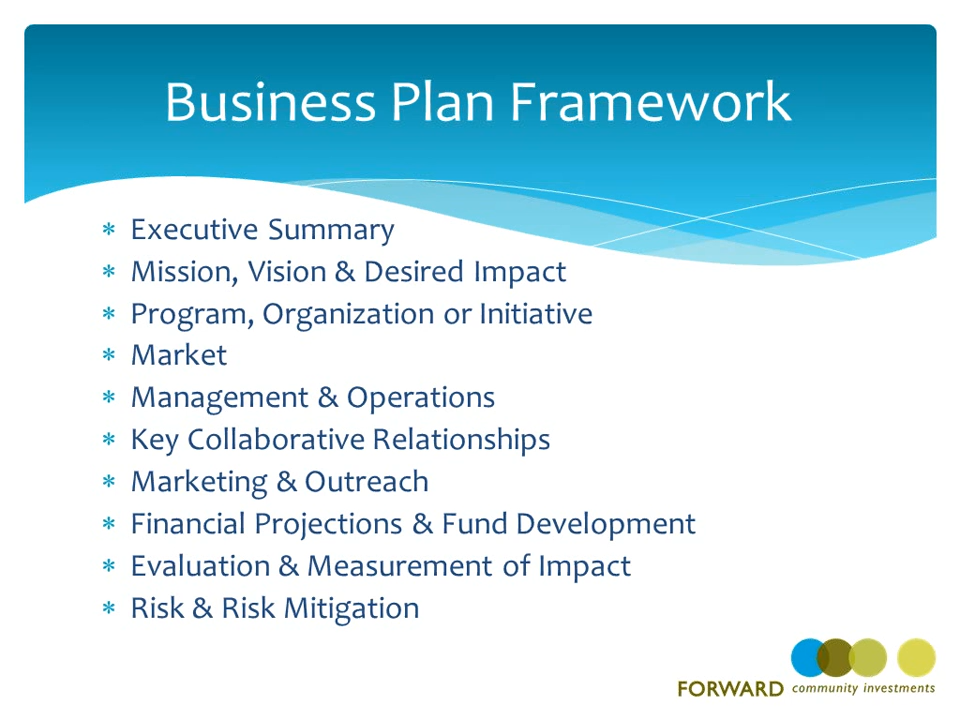 Business Plan Framework
* Executive Summary
* Mission, Vision & Desired Impact
* Program, Organization or Initiative
* Market
* Management & Operations
* Key Collaborative Relationships
* Marketing & Outreach
* Financial Projections & Fund Development
* Evaluation & Measurement of Impact
* Risk & Risk Mitigation
FORWARD community investments